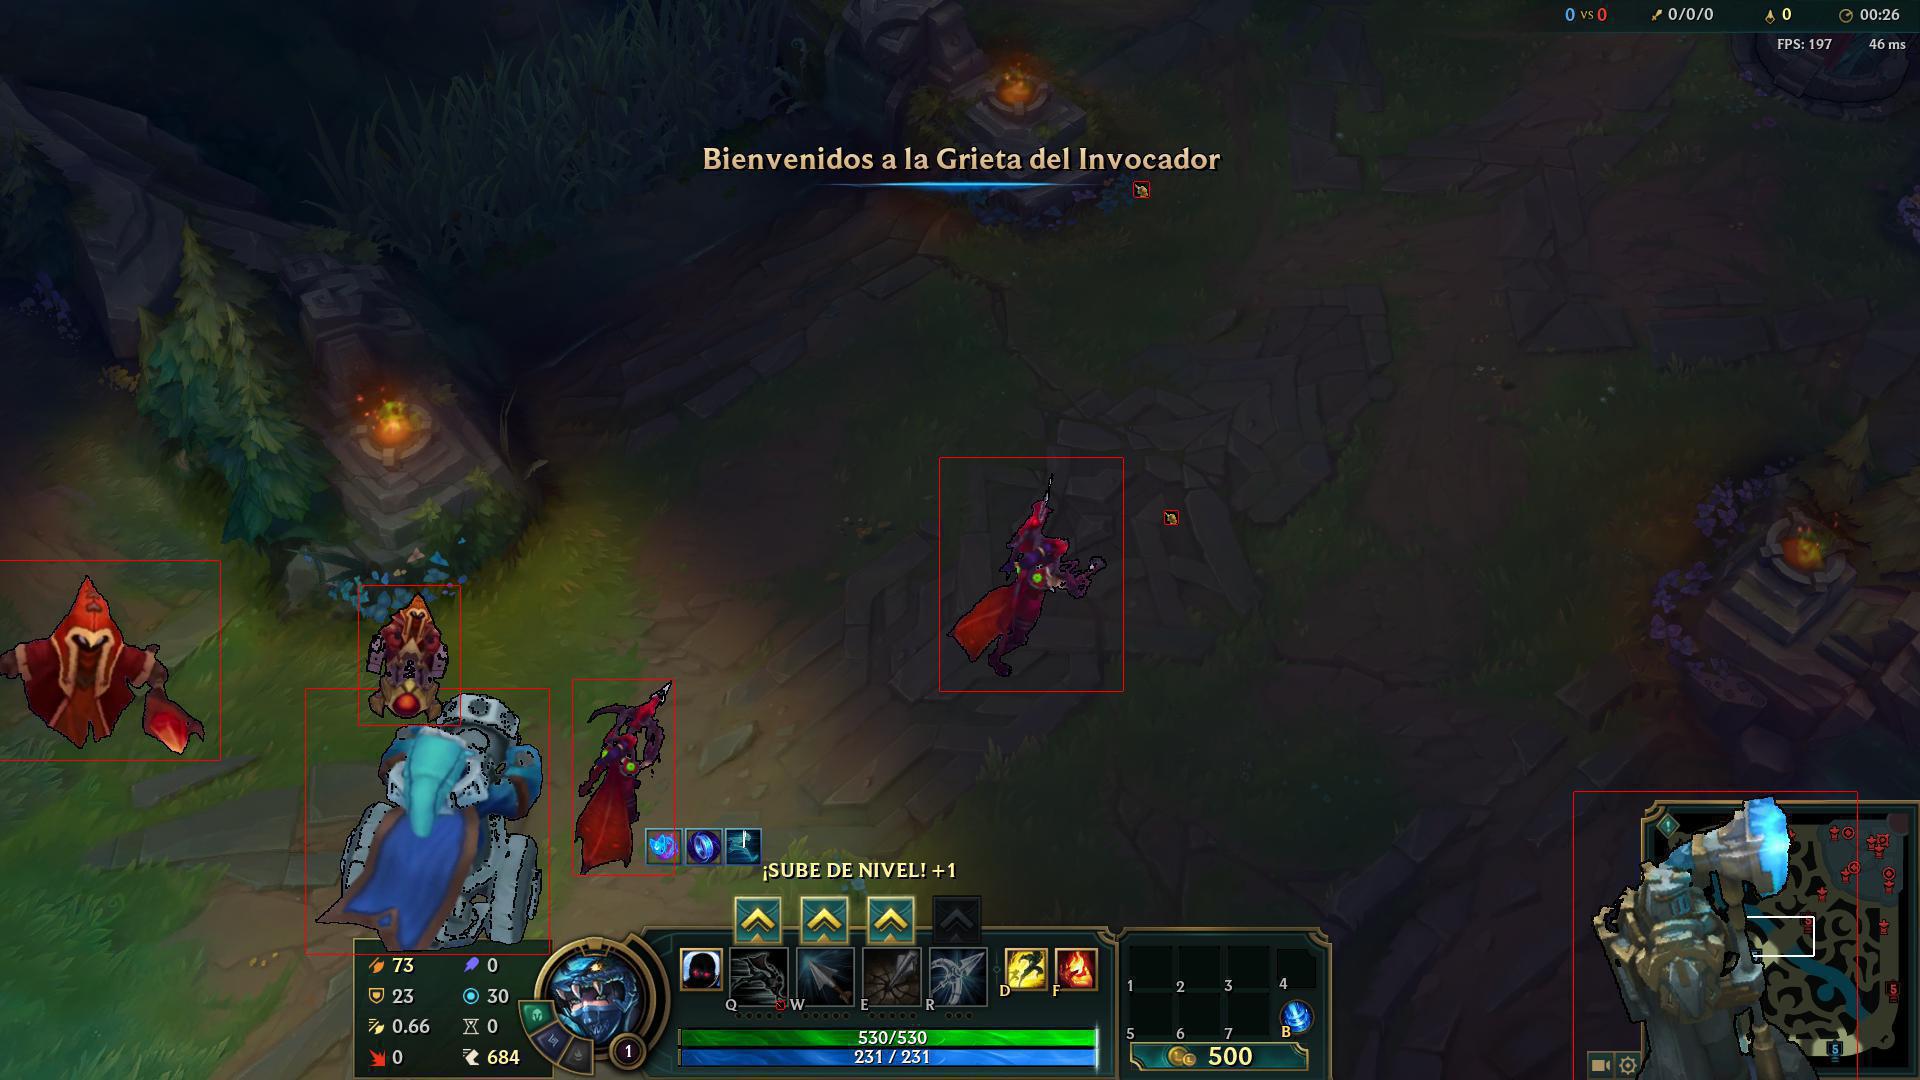 0 vs 0 0/0/0 0 00:26
FPS: 197 46 ms
Bienvenidos a la Grieta del Invocador
¡SUBE DE NIVEL! +1
73 0
23 30
0.66 0
0 684
1
Q W E R D F
530/530
231 / 231
1 2 3 4
5 6 7 B
500
5
5